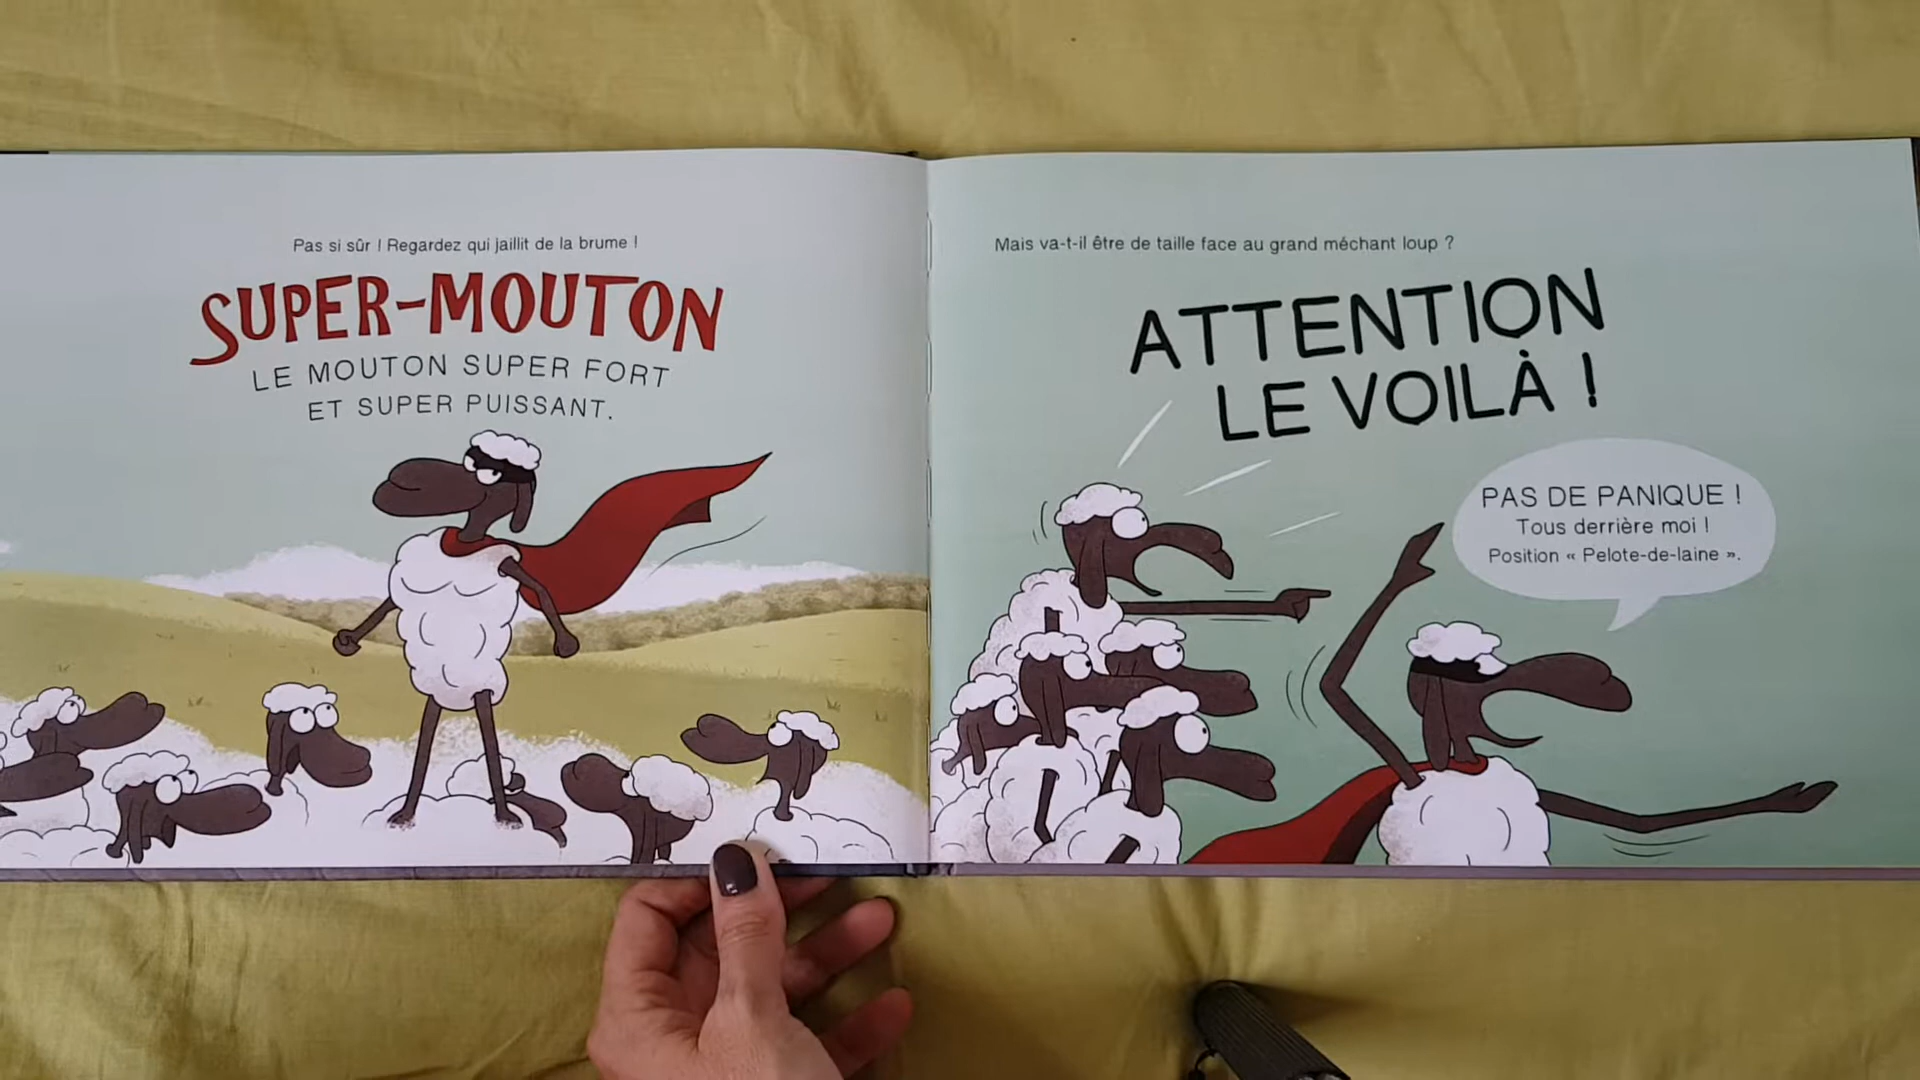 Pas si sûr ! Regardez qui jaillit de la brume !
SUPER-MOUTON
LE MOUTON SUPER FORT
ET SUPER PUISSANT.
Mais va-t-il être de taille face au grand méchant loup ?
ATTENTION
LE VOILÀ !
PAS DE PANIQUE !
Tous derrière moi !
Position « Pelote-de-laine ».